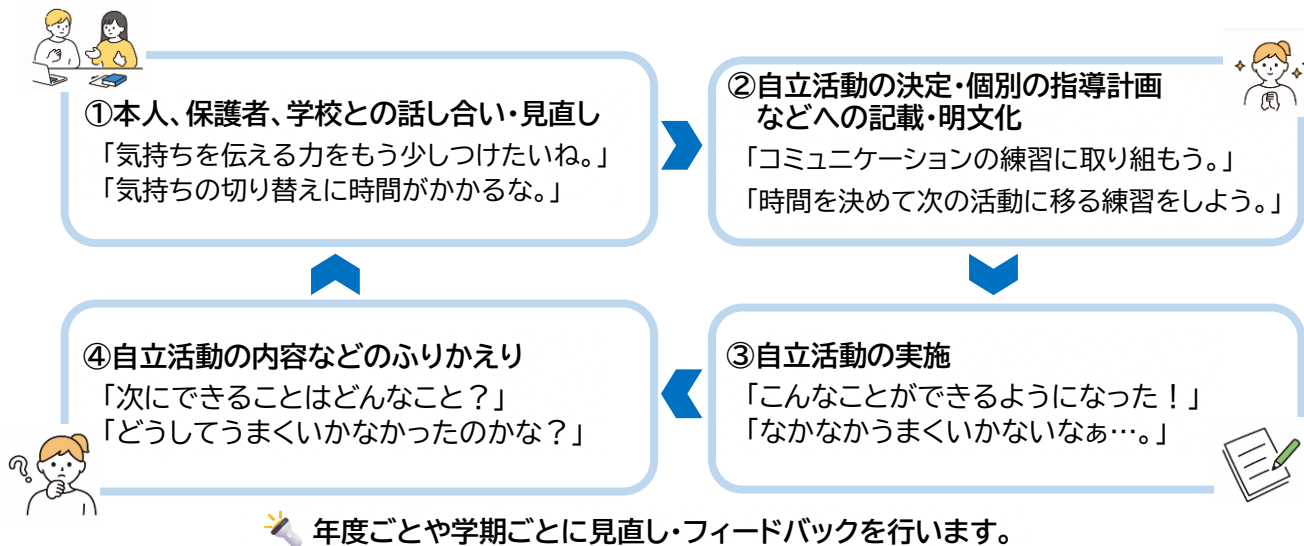 ①本人、保護者、学校との話し合い・見直し
「気持ちを伝える力をもう少しつけたいね。」
「気持ちの切り替えに時間がかかるな。」
②自立活動の決定・個別の指導計画
などへの記載・明文化
「コミュニケーションの練習に取り組もう。」
「時間を決めて次の活動に移る練習をしよう。」
③自立活動の実施
「こんなことができるようになった！」
「なかなかうまくいかないなぁ…。」
④自立活動の内容などのふりかえり
「次にできることはどんなこと？」
「どうしてうまくいかなかったのかな？」
年度ごとや学期ごとに見直し・フィードバックを行います。